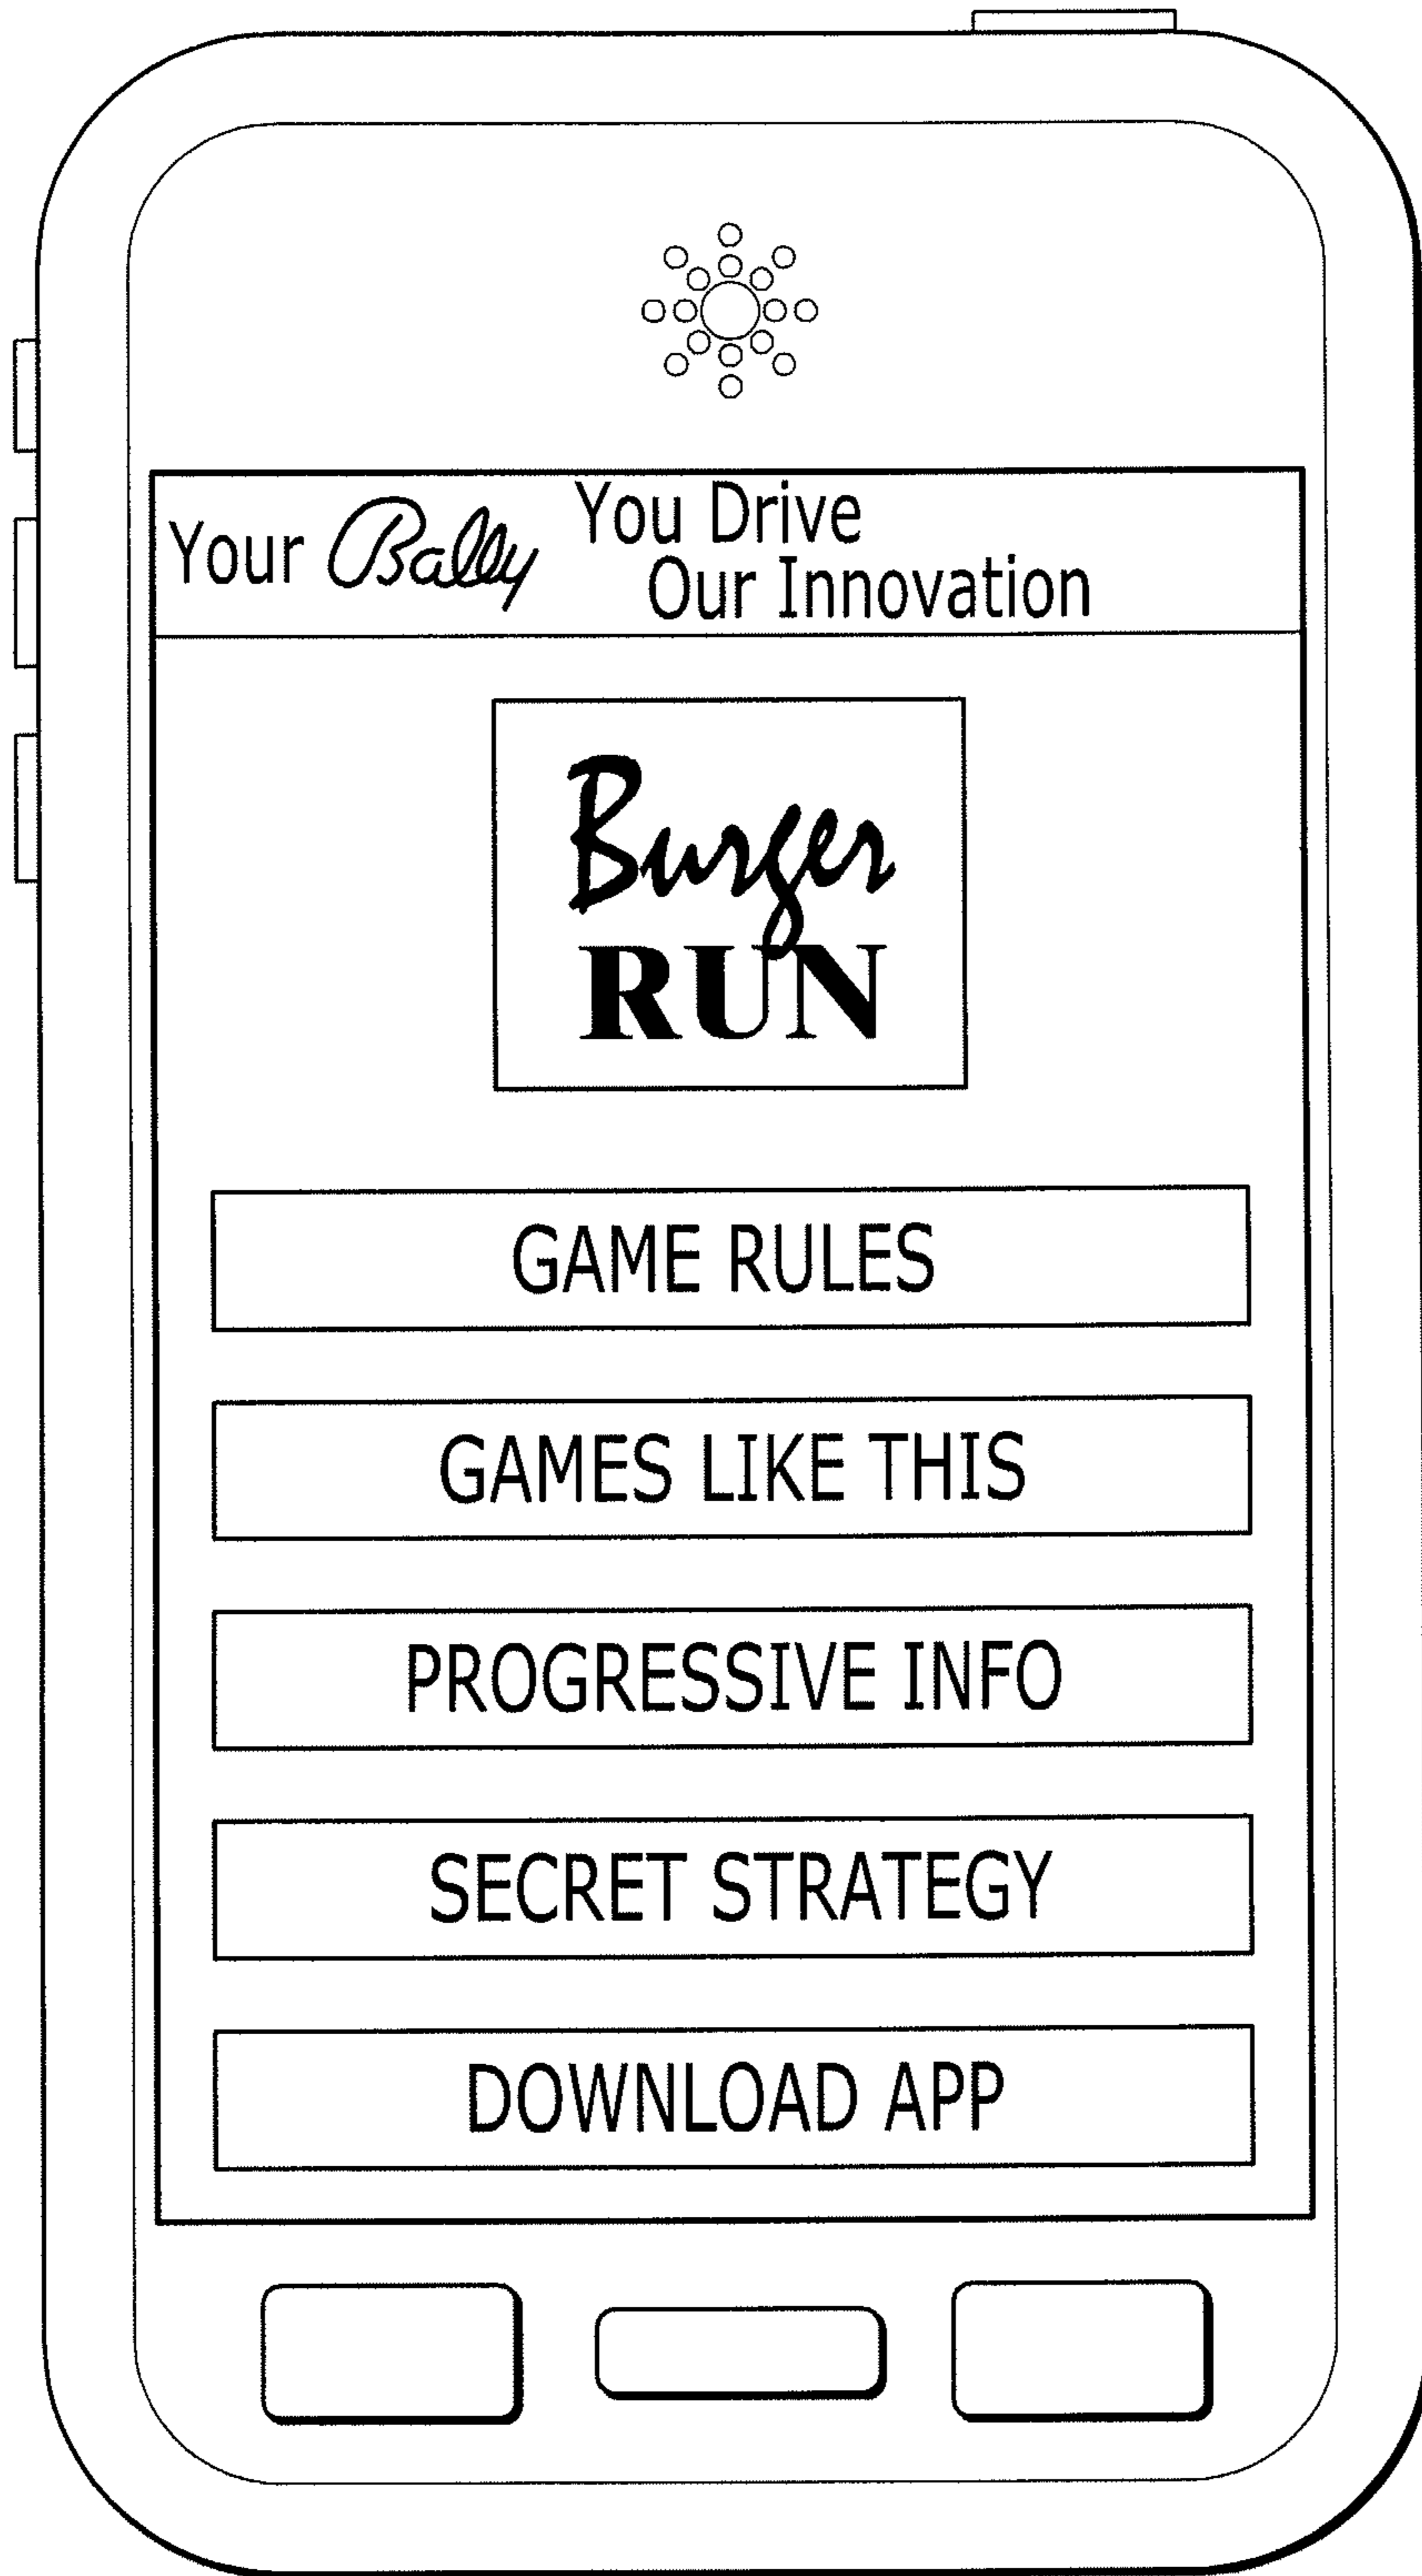 Your Bally You Drive
Our Innovation
Burger
RUN
GAME RULES
GAMES LIKE THIS
PROGRESSIVE INFO
SECRET STRATEGY
DOWNLOAD APP